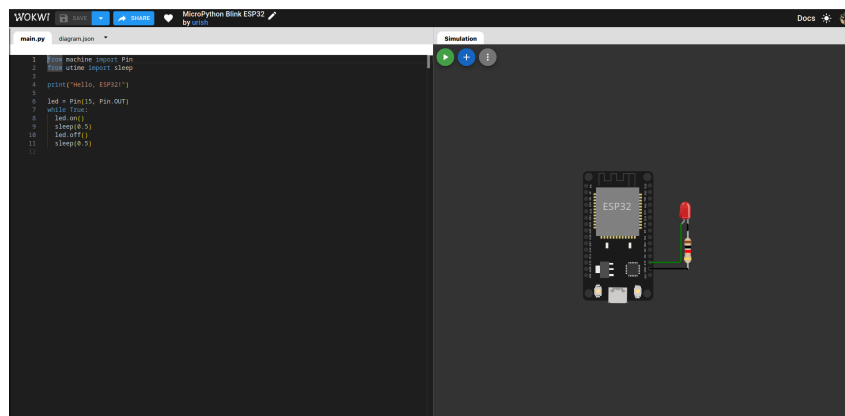 WOKWI SAVE SHARE MicroPython Blink ESP32 Docs
by urish
main.py diagram.json Simulation
1 from machine import Pin
2 from utime import sleep
3
4 print("Hello, ESP32!")
5
6 led = Pin(15, Pin.OUT)
7 while True:
8 led.on()
9 sleep(0.5)
10 led.off()
11 sleep(0.5)
12
ESP32